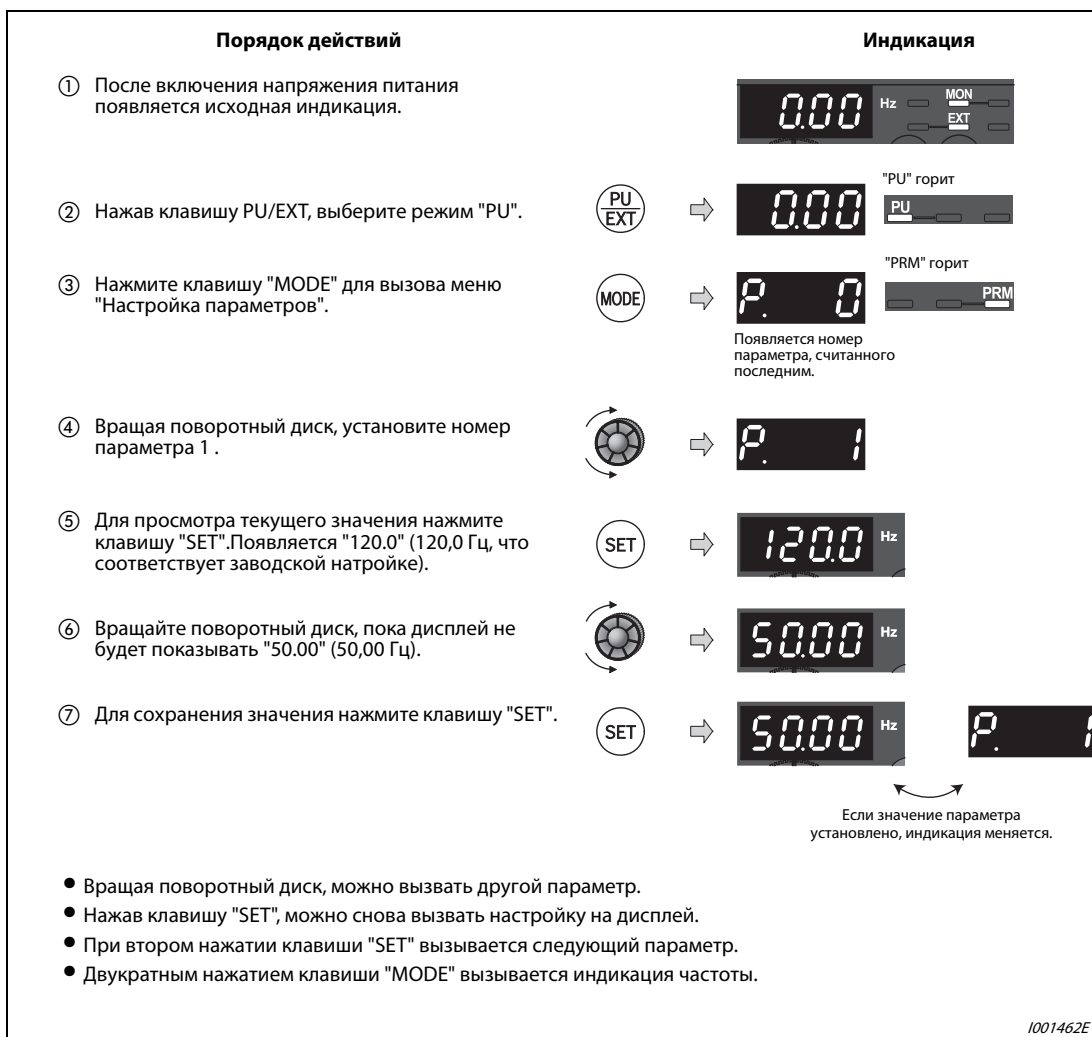 Порядок действий
Индикация
① После включения напряжения питания
появляется исходная индикация.
0.00 Hz MON
EXT
② Нажав клавишу PU/EXT, выберите режим "PU".
PU
EXT
0.00
"PU" горит
PU
③ Нажмите клавишу "MODE" для вызова меню
"Настройка параметров".
MODE
P. 0
"PRM" горит
PRM
Появляется номер
параметра, считанного
последним.
④ Вращая поворотный диск, установите номер
параметра 1 .
P. 1
⑤ Для просмотра текущего значения нажмите
клавишу "SET".Появляется "120.0" (120,0 Гц, что
соответствует заводской натройке).
SET
120.0 Hz
⑥ Вращайте поворотный диск, пока дисплей не
будет показывать "50.00" (50,00 Гц).
50.00 Hz
⑦ Для сохранения значения нажмите клавишу "SET".
SET
50.00 Hz
P. 1
Если значение параметра
установлено, индикация меняется.
● Вращая поворотный диск, можно вызвать другой параметр.
● Нажав клавишу "SET", можно снова вызвать настройку на дисплей.
● При втором нажатии клавиши "SET" вызывается следующий параметр.
● Двукратным нажатием клавиши "MODE" вызывается индикация частоты.
I001462E